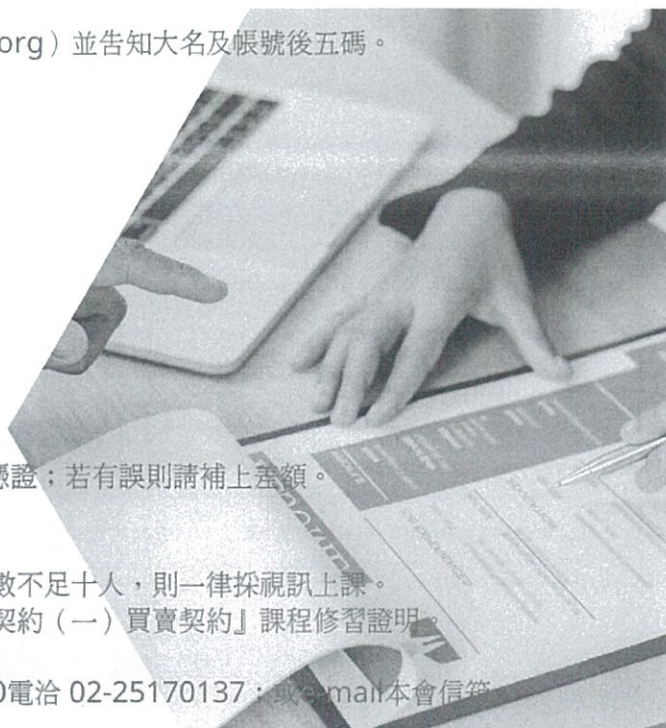 org）並告知大名及帳號後五碼。
憑證；若有誤則請補上差額。
數不足十人，則一律採視訊上課。
契約（一）買賣契約』課程修習證明。
0電洽 02-25170137；或e-mail本會信箱